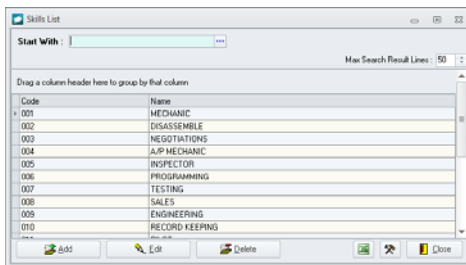 Skills List
Start With :
Max Search Result Lines : 50
Drag a column header here to group by that column
Code Name
001 MECHANIC
002 DISASSEMBLE
003 NEGOTIATIONS
004 A/P MECHANIC
005 INSPECTOR
006 PROGRAMMING
007 TESTING
008 SALES
009 ENGINEERING
010 RECORD KEEPING
Add Edit Delete Close